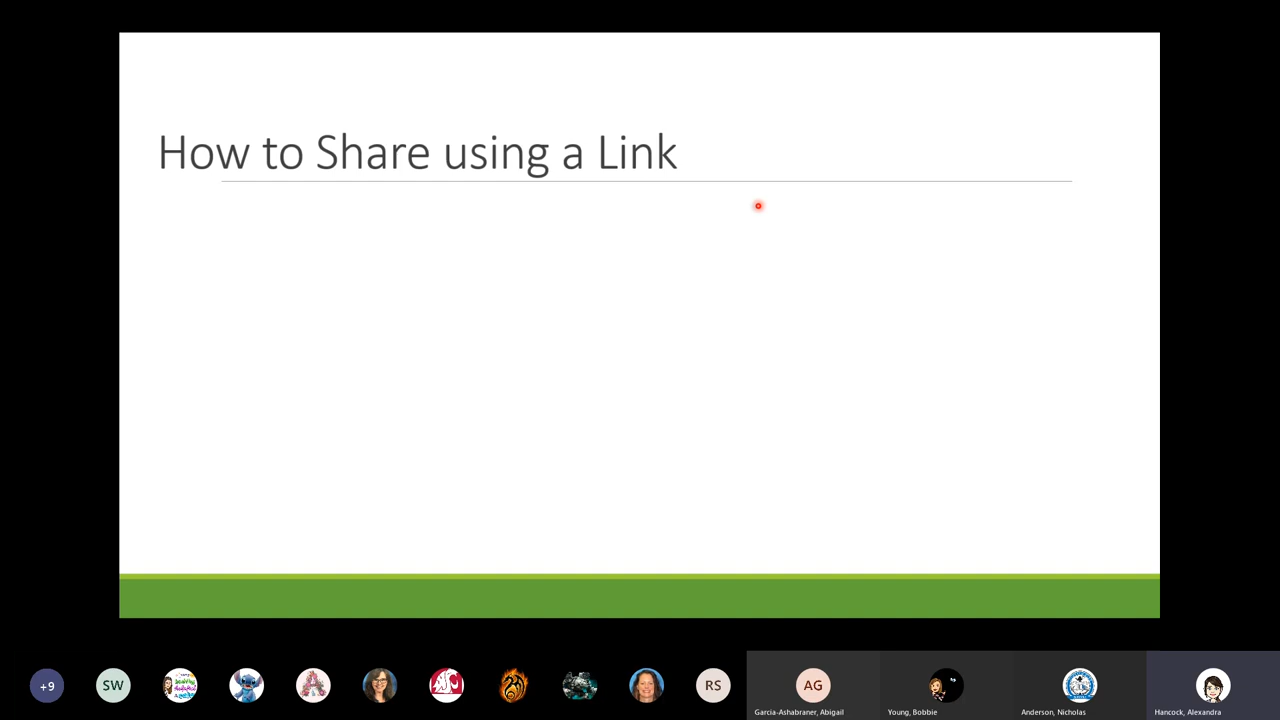 How to Share using a Link
+9
SW
RS
AG
Garcia-Ashabraner, Abigail
Young, Bobbie
Anderson, Nicholas
Hancock, Alexandra